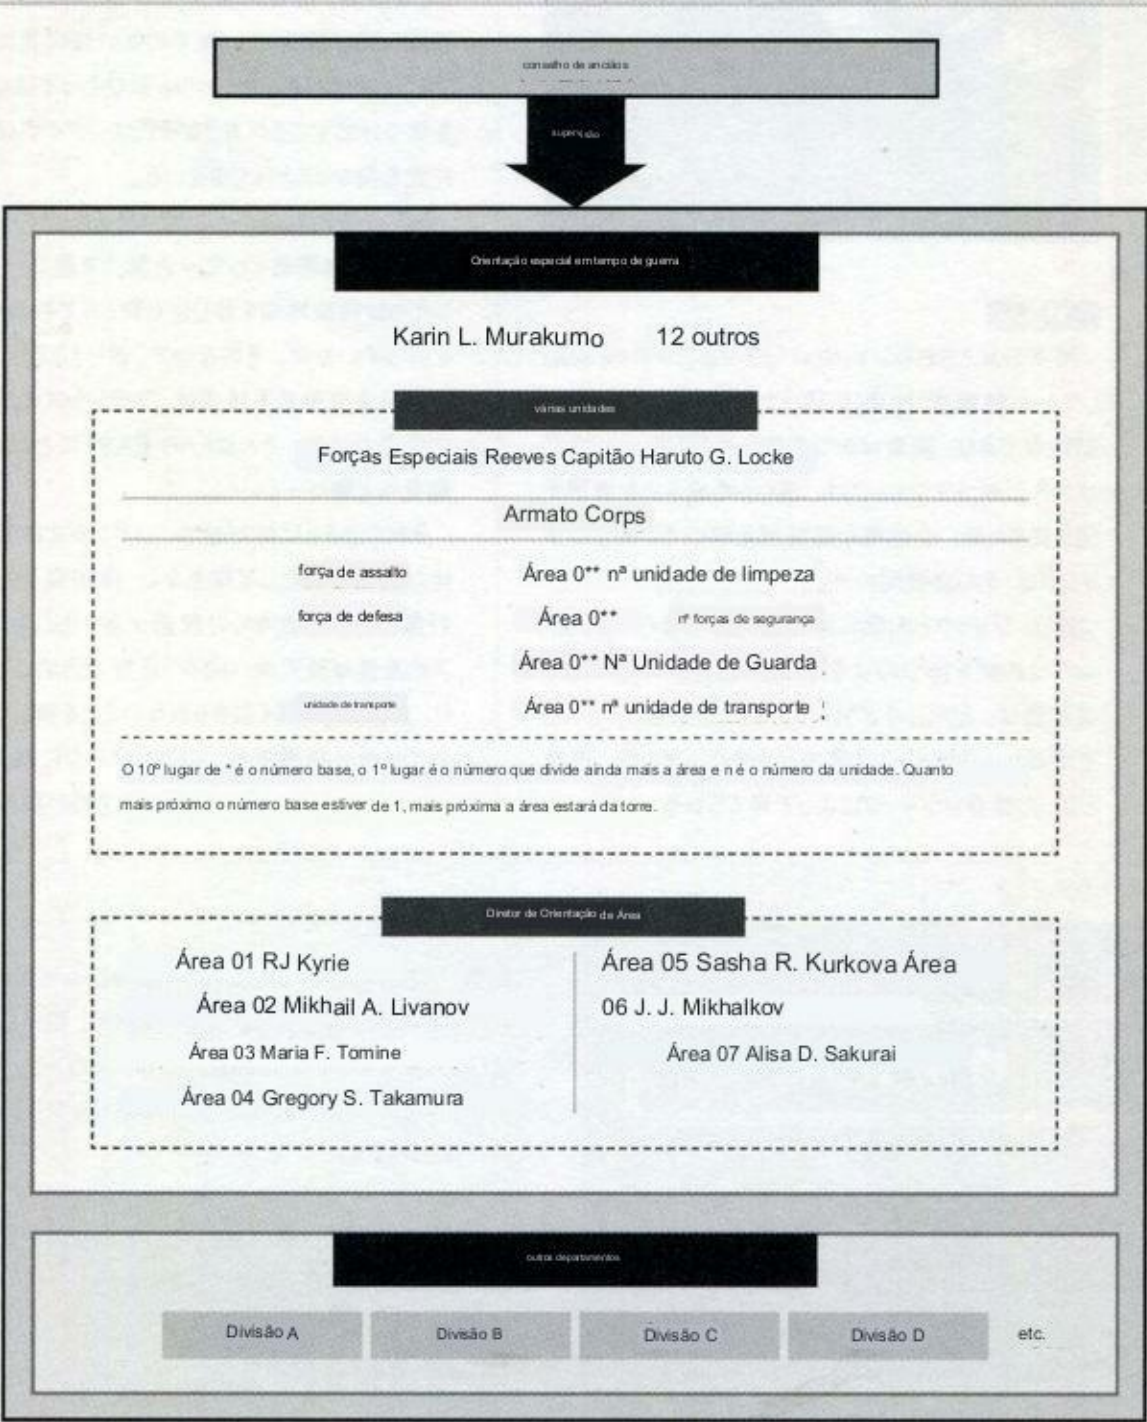 conselho de anciãos
supervisão
Orientação especial em tempo de guerra
Karin L. Murakumo 12 outros
várias unidades
Forças Especiais Reeves Capitão Haruto G. Locke
Armato Corps
força de assalto Área 0** nª unidade de limpeza
força de defesa Área 0** nº forças de segurança
Área 0** Nª Unidade de Guarda
unidade de transporte Área 0** nª unidade de transporte
O 10º lugar de * é o número base, o 1º lugar é o número que divide ainda mais a área e n é o número da unidade. Quanto
mais próximo o número base estiver de 1, mais próxima a área estará da torre.
Diretor de Orientação de Área
Área 01 RJ Kyrie
Área 02 Mikhail A. Livanov
Área 03 Maria F. Tomine
Área 04 Gregory S. Takamura
Área 05 Sasha R. Kurkova Área
06 J. J. Mikhalkov
Área 07 Alisa D. Sakurai
outros departamentos
Divisão A Divisão B Divisão C Divisão D etc.